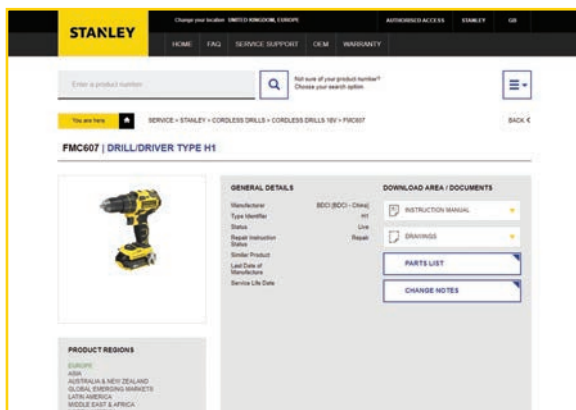 STANLEY
Change your location UNITED KINGDOM, EUROPE
AUTHORISED ACCESS STANLEY GB
HOME FAQ SERVICE SUPPORT OEM WARRANTY
Enter a product number
Not sure of your product number?
Choose your search option.
You are here
SERVICE > STANLEY > CORDLESS DRILLS > CORDLESS DRILLS 18V > FMC607
BACK <
FMC607 | DRILL/DRIVER TYPE H1
GENERAL DETAILS
Manufacturer BDCI [BDCI - China]
Type Identifier H1
Status Live
Repair Instruction Repair
Status
Similar Product
Last Date of
Manufacture
Service Life Date
DOWNLOAD AREA / DOCUMENTS
INSTRUCTION MANUAL
DRAWINGS
PARTS LIST
CHANGE NOTES
PRODUCT REGIONS
EUROPE
ASIA
AUSTRALIA & NEW ZEALAND
GLOBAL EMERGING MARKETS
LATIN AMERICA
MIDDLE EAST & AFRICA